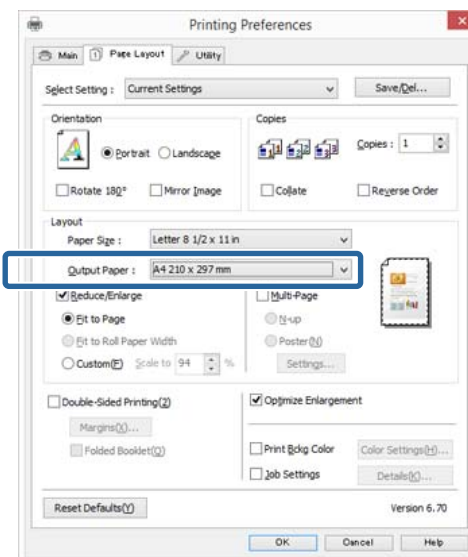 Printing Preferences
Main Page Layout Utility
Select Setting : Current Settings Save/Del...
Orientation
Portrait Landscape
Rotate 180° Mirror Image
Copies
Copies : 1
Collate Reverse Order
Layout
Paper Size : Letter 8 1/2 x 11 in
Output Paper : A4 210 x 297 mm
Reduce/Enlarge
Fit to Page
Fit to Roll Paper Width
Custom(F) Scale to 94 %
Multi-Page
N-up
Poster(N)
Settings...
Double-Sided Printing(2)
Margins(X)...
Folded Booklet(Q)
Optimize Enlargement
Print Bckg Color Color Settings(H)...
Job Settings Details(K)...
Reset Defaults(Y) Version 6.70
OK Cancel Help